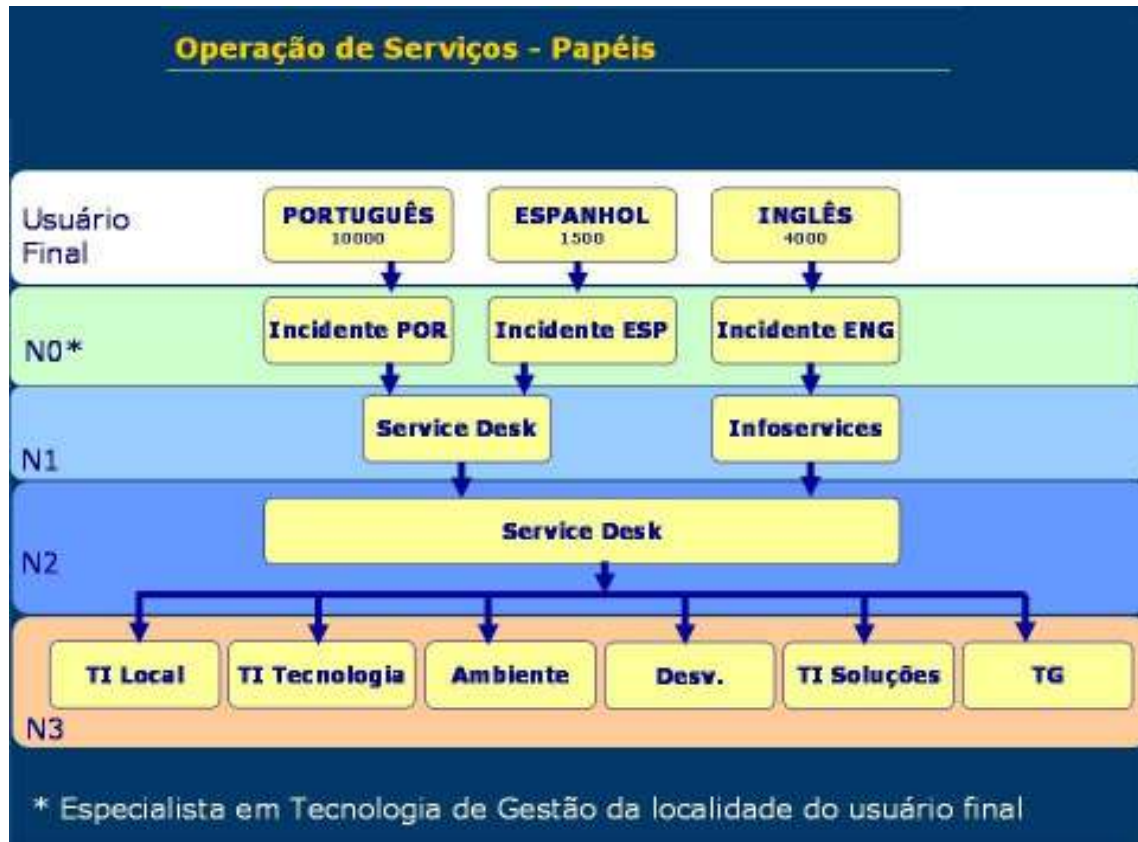 Operação de Serviços - Papéis
Usuário
Final
PORTUGUÊS
10000
ESPANHOL
1500
INGLÊS
4000
N0*
Incidente POR
Incidente ESP
Incidente ENG
N1
Service Desk
Infoservices
N2
Service Desk
N3
TI Local
TI Tecnologia
Ambiente
Desv.
TI Soluções
TG
* Especialista em Tecnologia de Gestão da localidade do usuário final